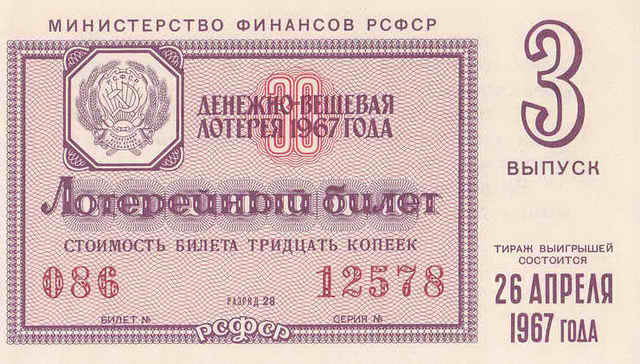 МИНИСТЕРСТВО ФИНАНСОВ РСФСР
3
ВЫПУСК
РСФСР
30
ДЕНЕЖНО-ВЕЩЕВАЯ
ЛОТЕРЕЯ 1967 ГОДА
Лотерейный билет
СТОИМОСТЬ БИЛЕТА ТРИДЦАТЬ КОПЕЕК
086
12578
РАЗРЯД 28
БИЛЕТ №
СЕРИЯ №
РСФСР
ТИРАЖ ВЫИГРЫШЕЙ
СОСТОИТСЯ
26 АПРЕЛЯ
1967 ГОДА